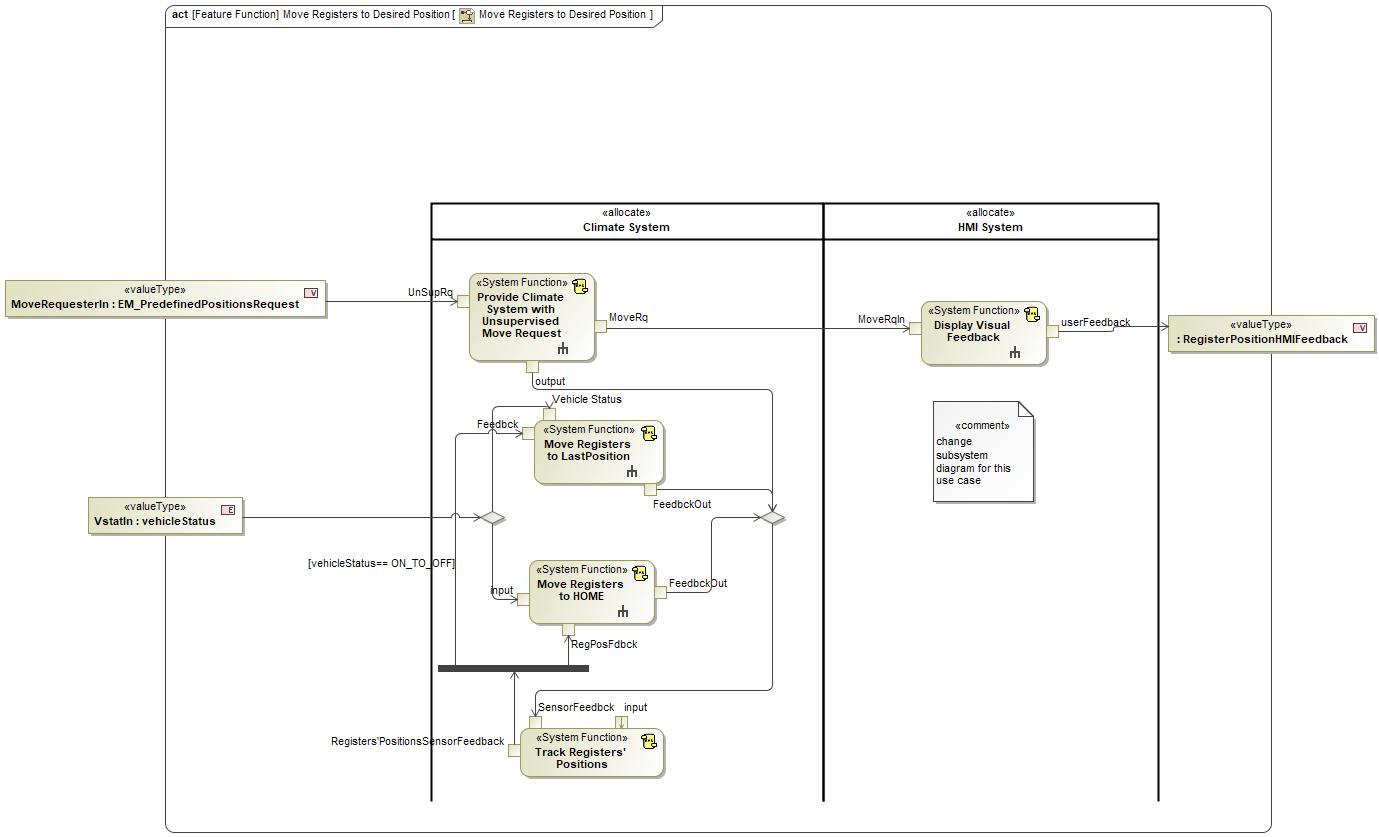 act [Feature Function] Move Registers to Desired Position [ Move Registers to Desired Position ]
«allocate»
Climate System
«allocate»
HMI System
«valueType»
MoveRequesterIn : EM_PredefinedPositionsRequest
V
UnSupRq
«System Function»
Provide Climate
System with
Unsupervised
Move Request
MoveRq
output
MoveRqIn
«System Function»
Display Visual
Feedback
userFeedback
«valueType»
: RegisterPositionHMIFeedback
V
Vehicle Status
Feedbck
«System Function»
Move Registers
to LastPosition
FeedbckOut
«comment»
change
subsystem
diagram for this
use case
«valueType»
VstatIn : vehicleStatus
E
[vehicleStatus== ON_TO_OFF]
input
«System Function»
Move Registers
to HOME
FeedbckOut
RegPosFdbck
SensorFeedbck
input
Registers'PositionsSensorFeedback
«System Function»
Track Registers'
Positions